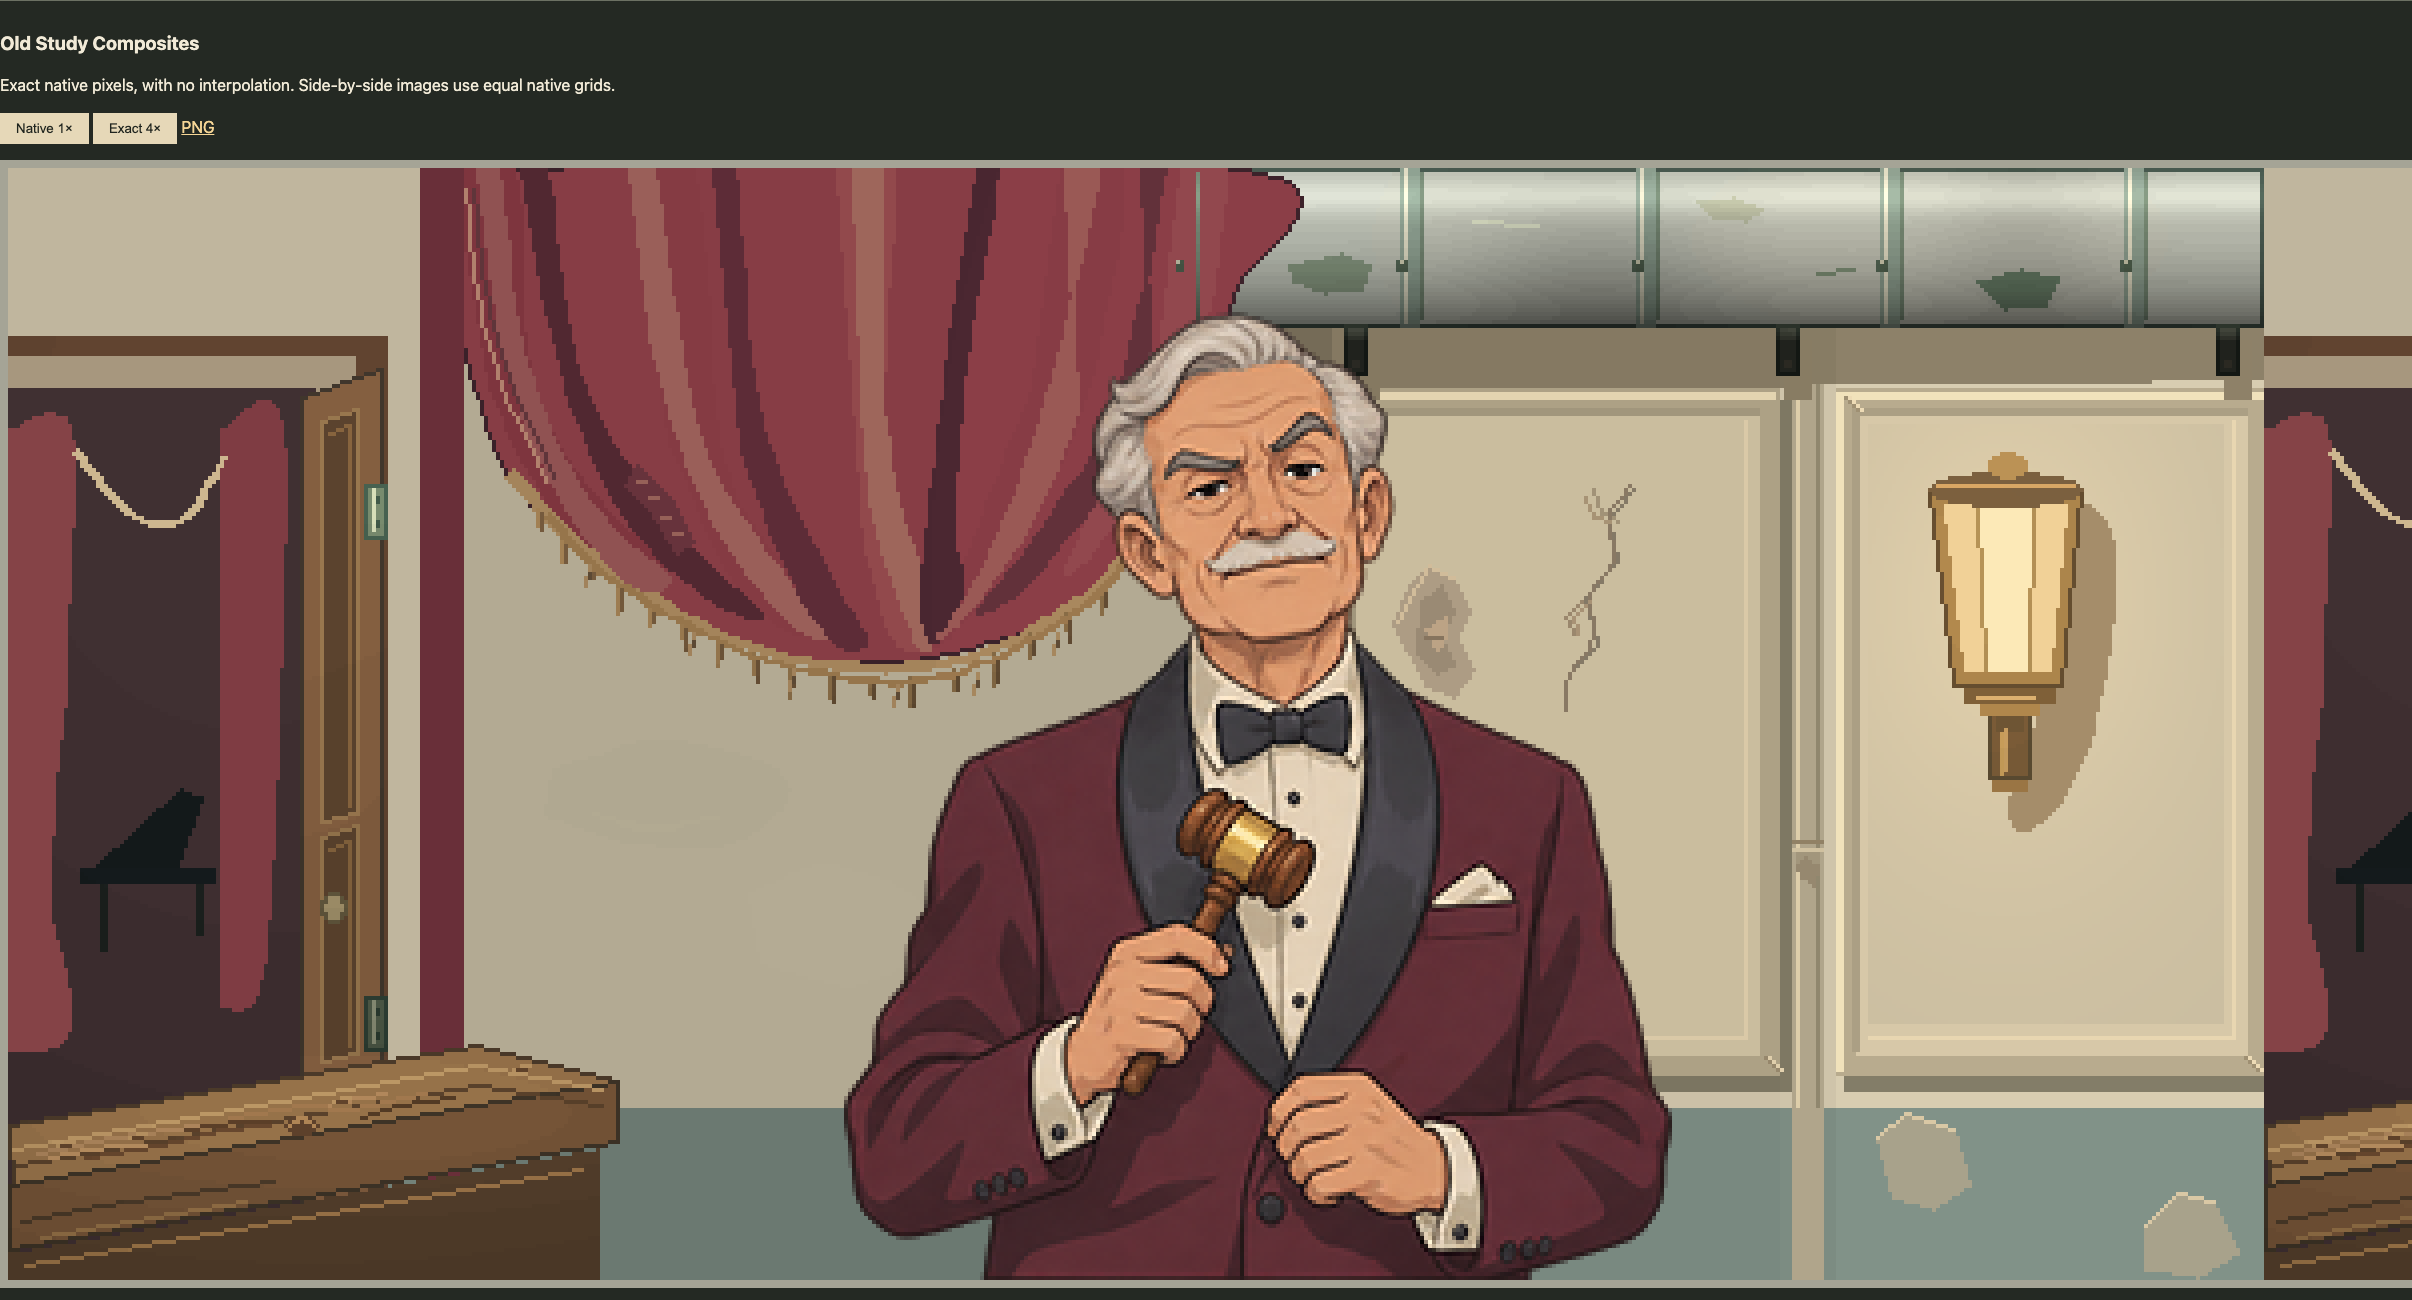 Old Study Composites
Exact native pixels, with no interpolation. Side-by-side images use equal native grids.
Native 1×
Exact 4×
PNG